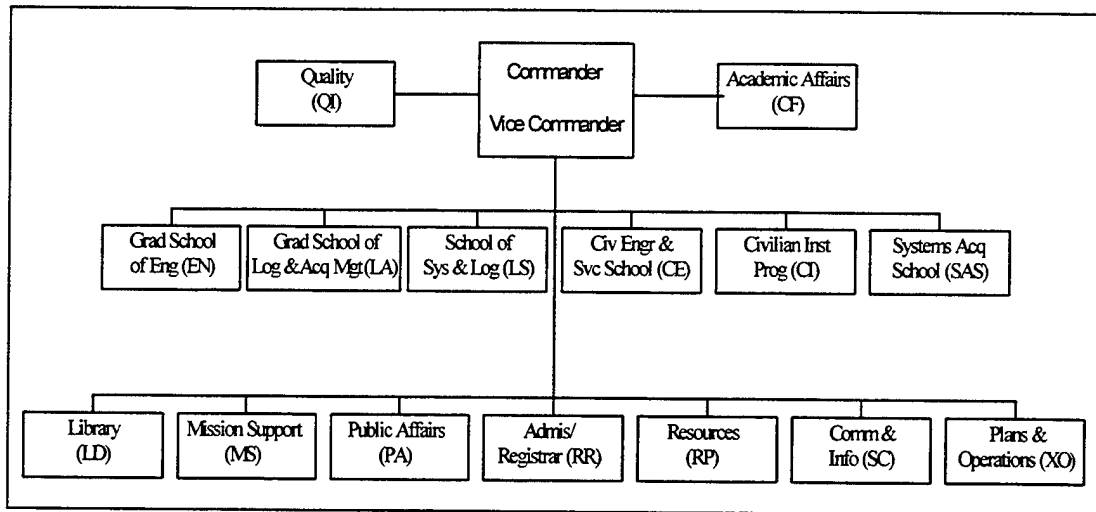 Quality
(QI)
Commander
Vice Commander
Academic Affairs
(CF)
Grad School
of Eng (EN)
Grad School of
Log & Acq Mgt (LA)
School of
Sys & Log (LS)
Civ Engr &
Svc School (CE)
Civilian Inst
Prog (CI)
Systems Acq
School (SAS)
Library
(LD)
Mission Support
(MS)
Public Affairs
(PA)
Admis/
Registrar (RR)
Resources
(RP)
Comm &
Info (SC)
Plans &
Operations (XO)